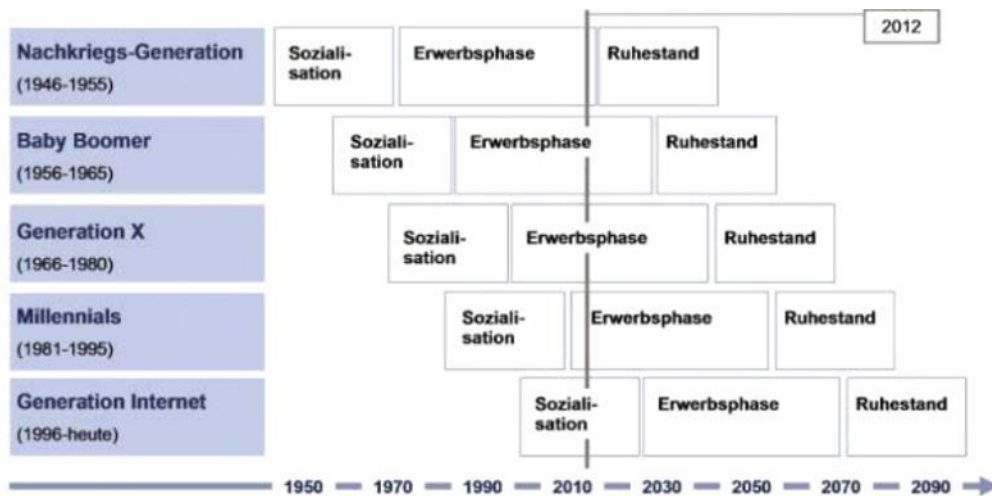 2012
Nachkriegs-Generation
(1946-1955)
Soziali-
sation
Erwerbsphase
Ruhestand
Baby Boomer
(1956-1965)
Soziali-
sation
Erwerbsphase
Ruhestand
Generation X
(1966-1980)
Soziali-
sation
Erwerbsphase
Ruhestand
Millennials
(1981-1995)
Soziali-
sation
Erwerbsphase
Ruhestand
Generation Internet
(1996-heute)
Soziali-
sation
Erwerbsphase
Ruhestand
1950 1970 1990 2010 2030 2050 2070 2090